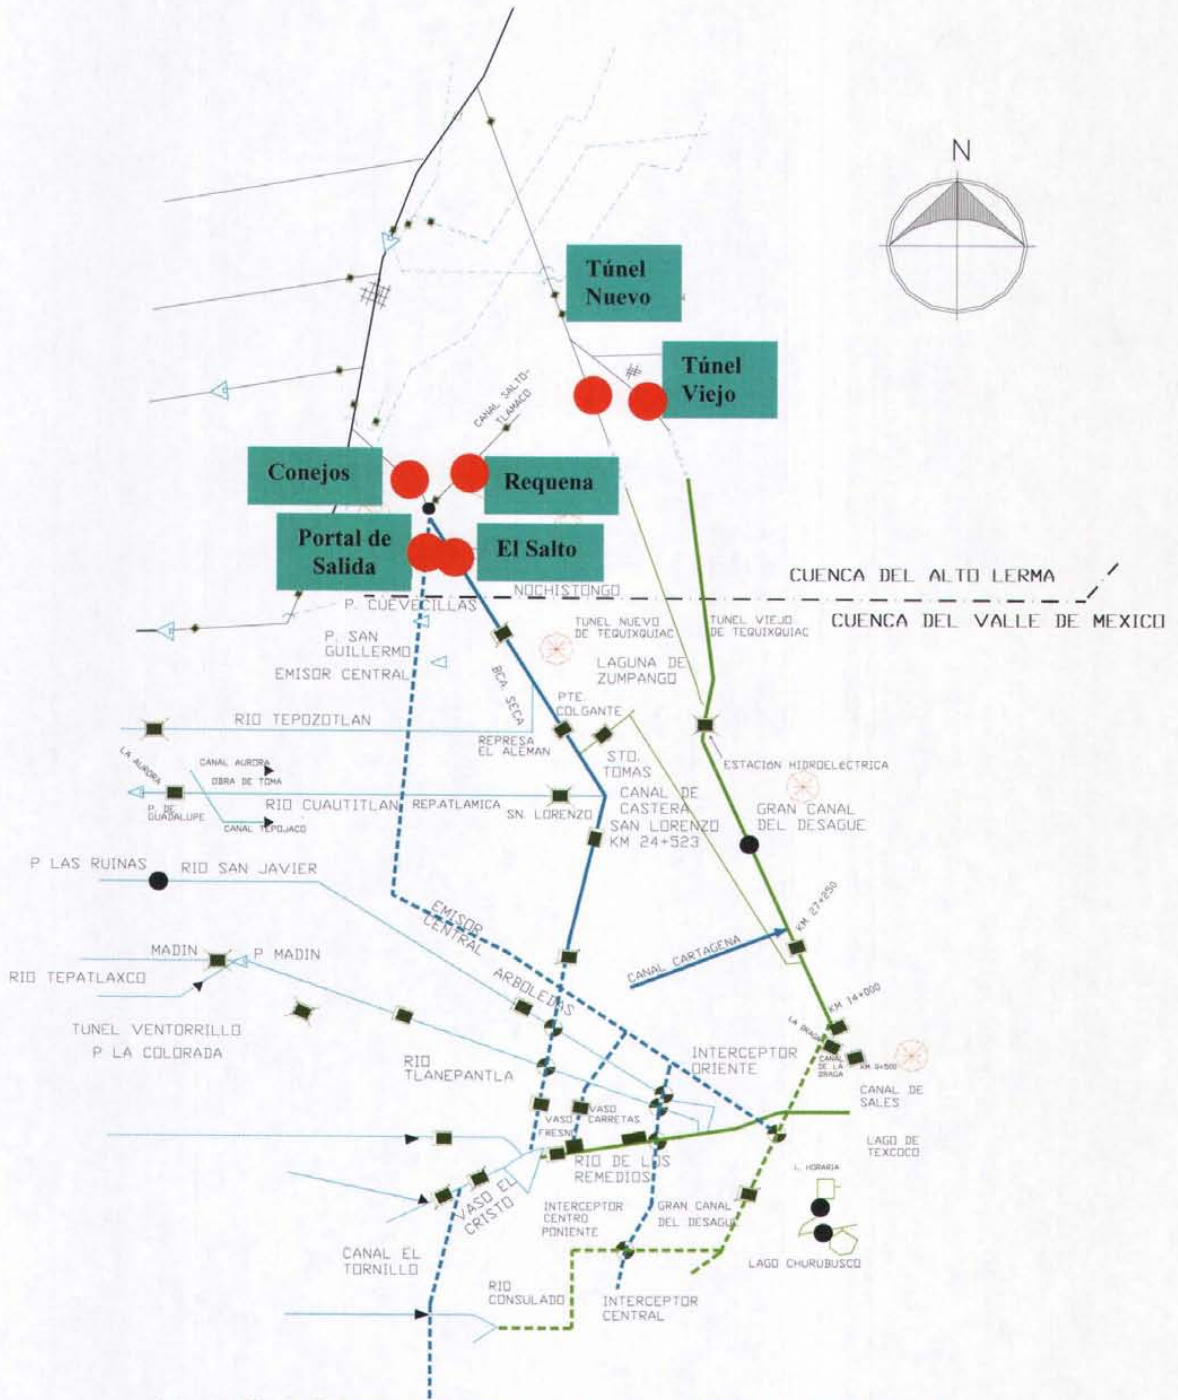 N
Túnel
Nuevo
Túnel
Viejo
CANAL SALTO-
TLAMACO
Conejos
Requena
Portal de
Salida
El Salto
NOCHISTONGO
CUENCA DEL ALTO LERMA
CUENCA DEL VALLE DE MEXICO
P. CUEVECILLAS
TUNEL NUEVO
DE TEQUIXQUIAC
TUNEL VIEJO
DE TEQUIXQUIAC
P. SAN
GUILLERMO
EMISOR CENTRAL
LAGUNA DE
ZUMPANGO
BCA. SECA
PTE.
COLGANTE
RIO TEPOZOTLAN
REPRESA
EL ALEMAN
STO.
TOMAS
ESTACIÓN HIDROELÉCTRICA
LA AURORA
CANAL AURORA
OBRA DE TOMA
P. DE
GUADALUPE
RIO CUAUTITLAN
REP.ATLAMICA
CANAL TEPOJACO
SN. LORENZO
CANAL DE
CASTERA
SAN LORENZO
KM 24+523
GRAN CANAL
DEL DESAGUE
P LAS RUINAS
RIO SAN JAVIER
EMISOR
CENTRAL
KM 27+250
CANAL CARTAGENA
MADIN
P MADIN
RIO TEPATLAXCO
ARBOLEDAS
KM 14+000
TUNEL VENTORRILLO
P LA COLORADA
RIO
TLANEPANTLA
INTERCEPTOR
ORIENTE
LA DRAGA
CANAL
DE LA
DRAGA
KM 9+500
CANAL DE
SALES
VASO
CARRETAS
VASO
FRESNO
LAGO DE
TEXCOCO
RIO DE LOS
REMEDIOS
L. HORARIA
VASO EL
CRISTO
INTERCEPTOR
CENTRO
PONIENTE
GRAN CANAL
DEL DESAGUE
CANAL EL
TORNILLO
LAGO CHURUBUSCO
RIO
CONSULADO
INTERCEPTOR
CENTRAL